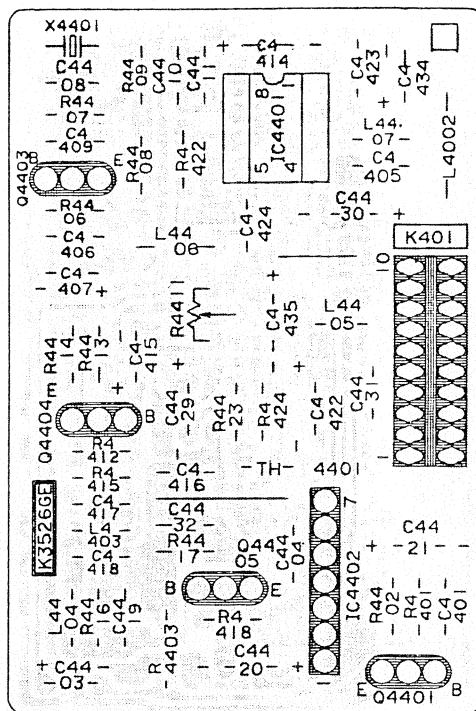 X4401
C44
08
R44
07
C4
409
Q4403
B
E
R44
06
C4
406
C4
407
+
R44
09
C44
10
C44
11
R44
08
R4
422
+
C4
414
8
1
IC4401
5
4
C4
423
C4
434
+
L44
07
C4
405
L4002
C44
30
+
L44
06
C4
424
K401
R4411
+
C4
435
L44
05
0
R44
14
R44
13
C4
415
+
+
C44
29
R44
23
R4
424
+
C4
422
C44
31
Q4404
m
B
R4
412
R4
415
C4
417
L4
403
C4
418
K3526GE
C4
416
TH
4401
C44
32
R44
17
Q44
05
C44
04
B
E
R4
418
7
IC4402
C44
21
+
R44
02
R4
401
C4
401
L44
04
R44
16
C44
19
R4403
+
C44
03
C44
20
+
E
Q4401
B